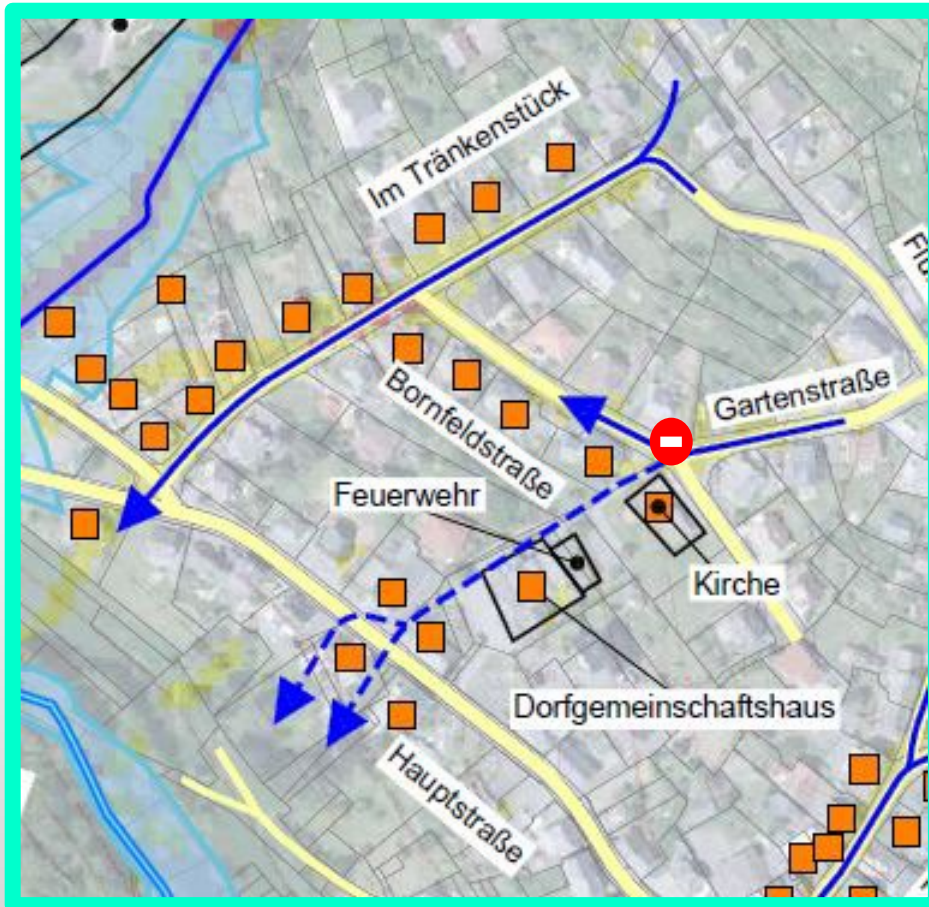 Im Tränkenstück
Gartenstraße
Bornfeldstraße
Feuerwehr
Kirche
Dorfgemeinschaftshaus
Hauptstraße